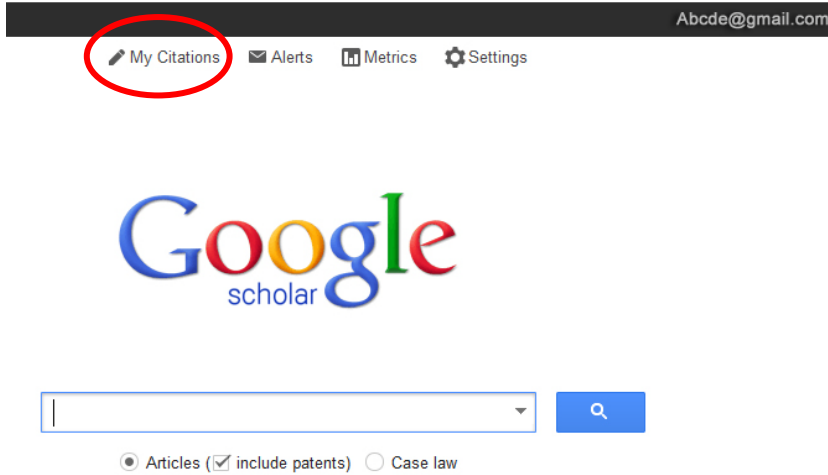 Abcde@gmail.com
My Citations Alerts Metrics Settings
Google
scholar
Articles (include patents) Case law